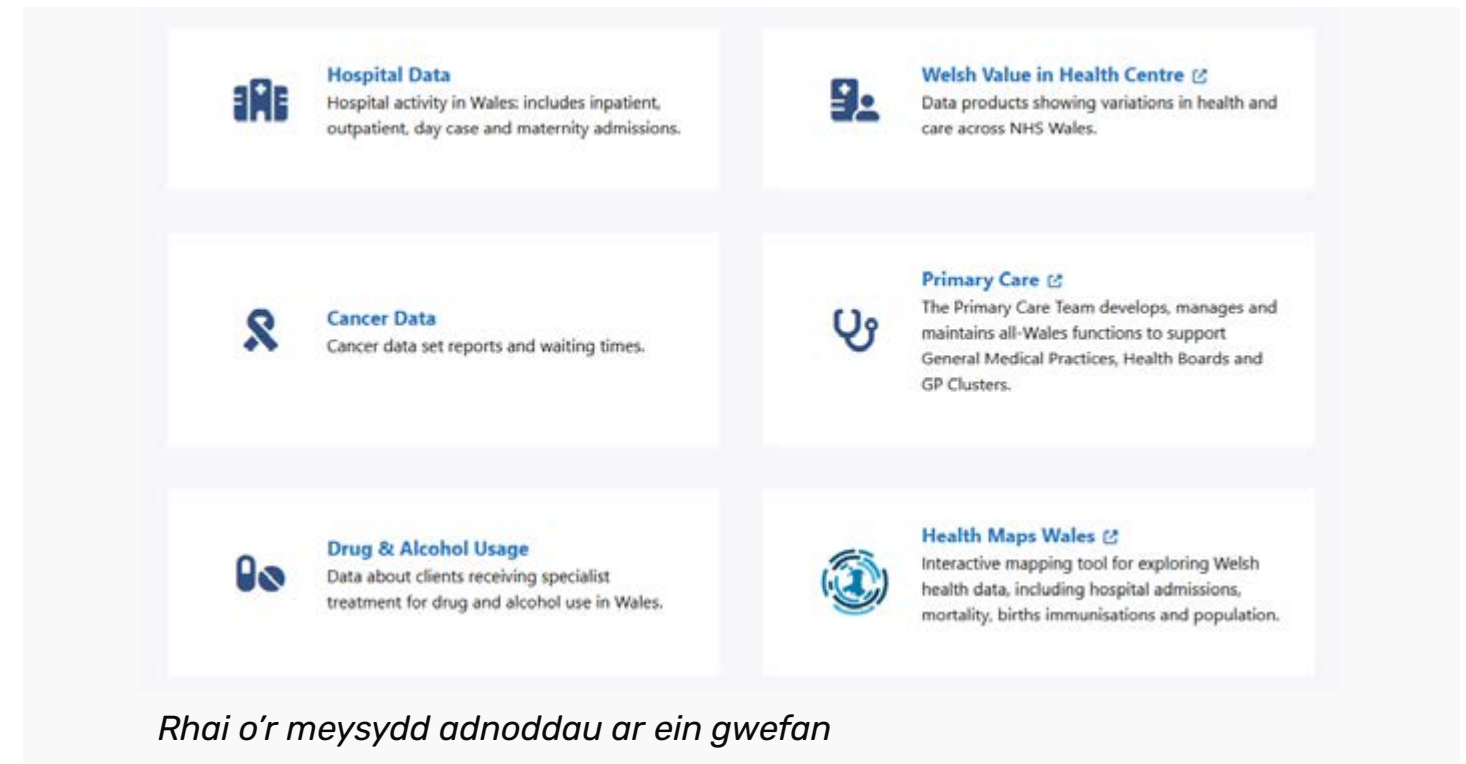 Hospital Data
Hospital activity in Wales: includes inpatient,
outpatient, day case and maternity admissions.
Welsh Value in Health Centre
Data products showing variations in health and
care across NHS Wales.
Cancer Data
Cancer data set reports and waiting times.
Primary Care
The Primary Care Team develops, manages and
maintains all-Wales functions to support
General Medical Practices, Health Boards and
GP Clusters.
Drug & Alcohol Usage
Data about clients receiving specialist
treatment for drug and alcohol use in Wales.
Health Maps Wales
Interactive mapping tool for exploring Welsh
health data, including hospital admissions,
mortality, births immunisations and population.
Rhai o’r meysydd adnoddau ar ein gwefan